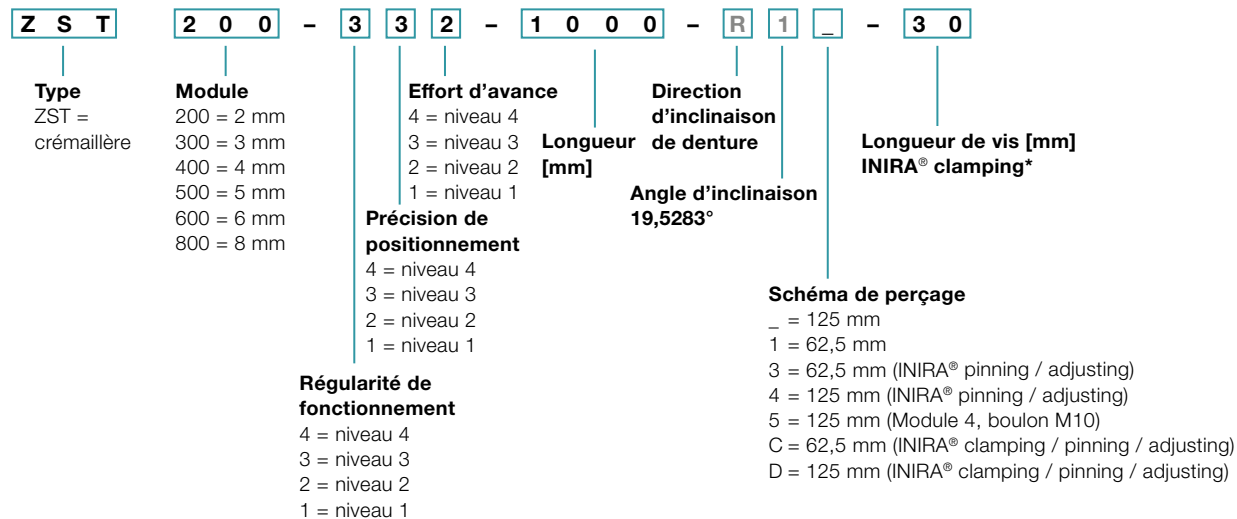 Z S T 2 0 0 – 3 3 2 – 1 0 0 0 – R 1 _ – 3 0
Type
ZST =
crémaillère
Module
200 = 2 mm
300 = 3 mm
400 = 4 mm
500 = 5 mm
600 = 6 mm
800 = 8 mm
Régularité de
fonctionnement
4 = niveau 4
3 = niveau 3
2 = niveau 2
1 = niveau 1
Précision de
positionnement
4 = niveau 4
3 = niveau 3
2 = niveau 2
1 = niveau 1
Effort d’avance
4 = niveau 4
3 = niveau 3
2 = niveau 2
1 = niveau 1
Longueur
[mm]
Direction
d’inclinaison
de denture
Angle d’inclinaison
19,5283°
Schéma de perçage
_ = 125 mm
1 = 62,5 mm
3 = 62,5 mm (INIRA® pinning / adjusting)
4 = 125 mm (INIRA® pinning / adjusting)
5 = 125 mm (Module 4, boulon M10)
C = 62,5 mm (INIRA® clamping / pinning / adjusting)
D = 125 mm (INIRA® clamping / pinning / adjusting)
Longueur de vis [mm]
INIRA® clamping*